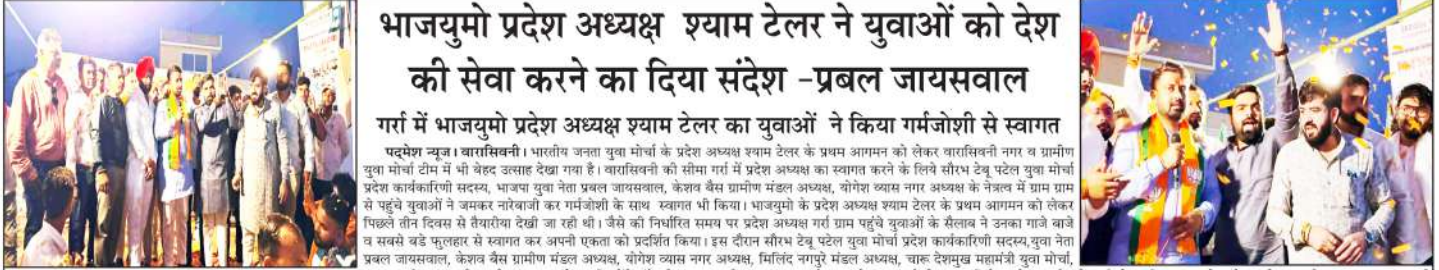 भाजयुमो प्रदेश अध्यक्ष श्याम टेलर ने युवाओं को देश
की सेवा करने का दिया संदेश -प्रबल जायसवाल
गर्रा में भाजयुमो प्रदेश अध्यक्ष श्याम टेलर का युवाओं ने किया गर्मजोशी से स्वागत
पद्मेश न्यूज। वारासिवनी। भारतीय जनता युवा मोर्चा के प्रदेश अध्यक्ष श्याम टेलर के प्रथम आगमन को लेकर वारासिवनी नगर व ग्रामीण
युवा मोर्चा टीम में भी बेहद उत्साह देखा गया है। वारासिवनी की सीमा गर्रा में प्रदेश अध्यक्ष का स्वागत करने के लिये सौरभ टेबू पटेल युवा मोर्चा
प्रदेश कार्यकारिणी सदस्य, भाजपा युवा नेता प्रबल जायसवाल, केशव बैस ग्रामीण मंडल अध्यक्ष, योगेश व्यास नगर अध्यक्ष के नेत्रत्व में ग्राम ग्राम
से पहुंचे युवाओं ने जमकर नारेबाजी कर गर्मजोशी के साथ स्वागत भी किया। भाजयुमो के प्रदेश अध्यक्ष श्याम टेलर के प्रथम आगमन को लेकर
पिछले तीन दिवस से तैयारीया देखी जा रही थी। जैसे की निर्धारित समय पर प्रदेश अध्यक्ष गर्रा ग्राम पहुंचे युवाओं के सैलाब ने उनका गाजे बाजे
व सबसे बडे फुलहार से स्वागत कर अपनी एकता को प्रदर्शित किया। इस दौरान सौरभ टेबू पटेल युवा मोर्चा प्रदेश कार्यकारिणी सदस्य,युवा नेता
प्रबल जायसवाल, केशव बैस ग्रामीण मंडल अध्यक्ष, योगेश व्यास नगर अध्यक्ष, मिलिंद नगपुरे मंडल अध्यक्ष, चारू देशमुख महामंत्री युवा मोर्चा,